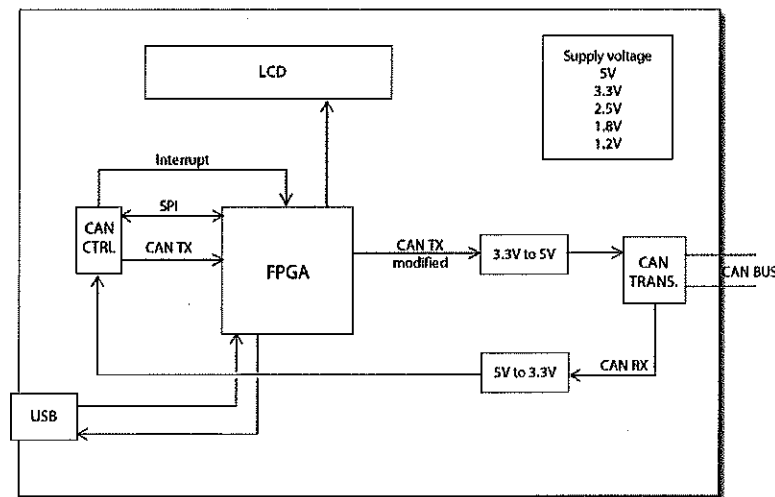 LCD
Supply voltage
5V
3.3V
2.5V
1.8V
1.2V
Interrupt
SPI
CAN
CTRL
CAN TX
FPGA
CAN TX
modified
3.3V to 5V
CAN
TRANS.
CAN BUS
5V to 3.3V
CAN RX
USB